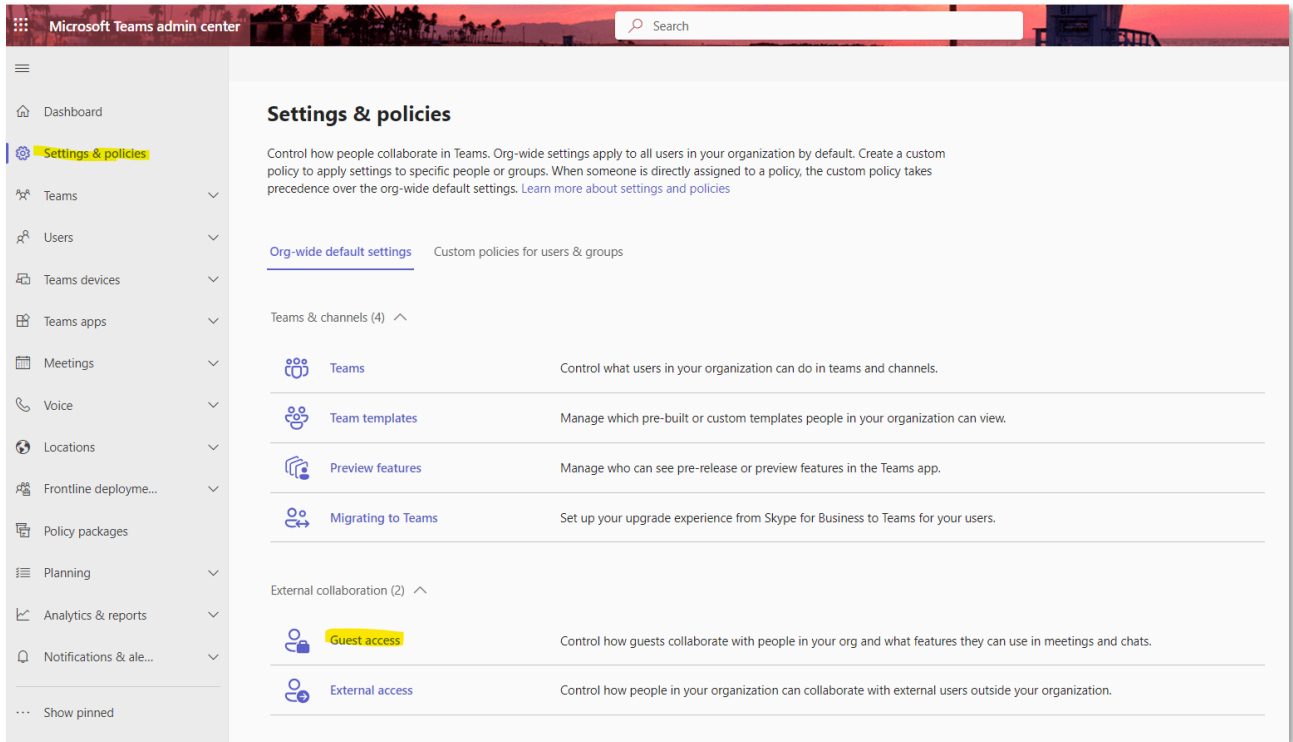 Microsoft Teams admin center
Search
Dashboard
Settings & policies
Teams
Users
Teams devices
Teams apps
Meetings
Voice
Locations
Frontline deployme...
Policy packages
Planning
Analytics & reports
Notifications & ale...
Show pinned
Settings & policies
Control how people collaborate in Teams. Org-wide settings apply to all users in your organization by default. Create a custom
policy to apply settings to specific people or groups. When someone is directly assigned to a policy, the custom policy takes
precedence over the org-wide default settings. Learn more about settings and policies
Org-wide default settings Custom policies for users & groups
Teams & channels (4)
Teams Control what users in your organization can do in teams and channels.
Team templates Manage which pre-built or custom templates people in your organization can view.
Preview features Manage who can see pre-release or preview features in the Teams app.
Migrating to Teams Set up your upgrade experience from Skype for Business to Teams for your users.
External collaboration (2)
Guest access Control how guests collaborate with people in your org and what features they can use in meetings and chats.
External access Control how people in your organization can collaborate with external users outside your organization.